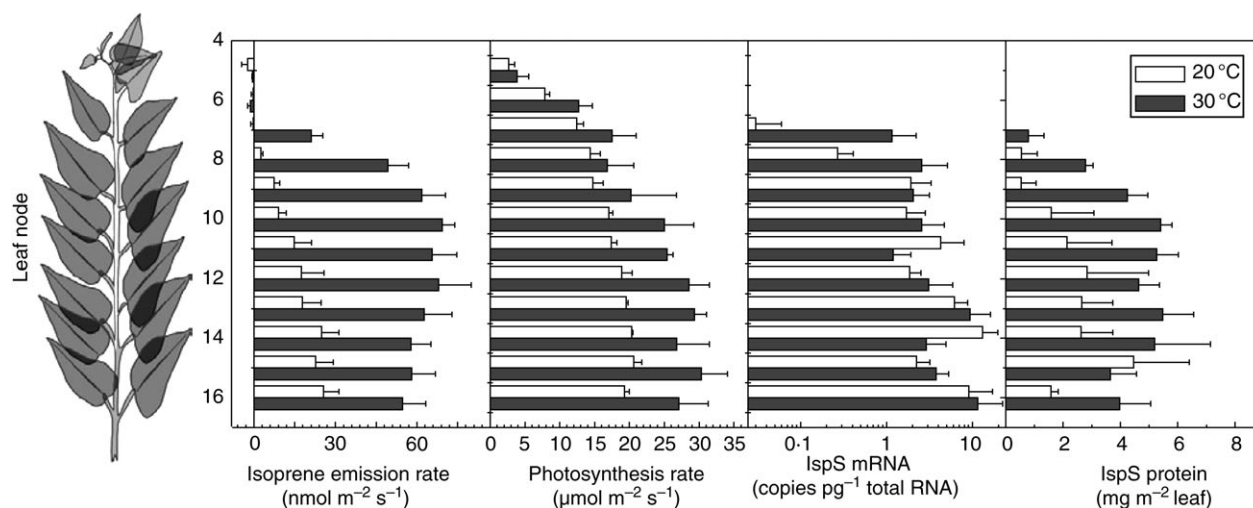 Leaf node
4
6
8
10
12
14
16
20 °C
30 °C
0 30 60
0 5 10 15 20 25 30 35
0·1 1 10
0 2 4 6 8
Isoprene emission rate
(nmol m⁻² s⁻¹)
Photosynthesis rate
(µmol m⁻² s⁻¹)
IspS mRNA
(copies pg⁻¹ total RNA)
IspS protein
(mg m⁻² leaf)